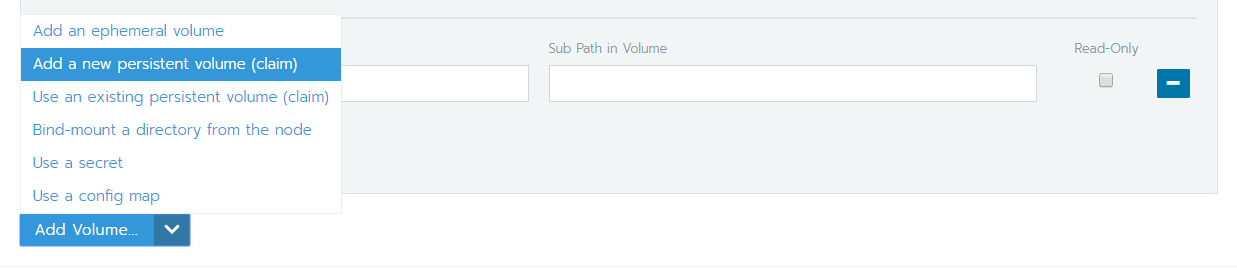 Add an ephemeral volume
Sub Path in Volume
Read-Only
Add a new persistent volume (claim)
Use an existing persistent volume (claim)
Bind-mount a directory from the node
Use a secret
Use a config map
Add Volume...